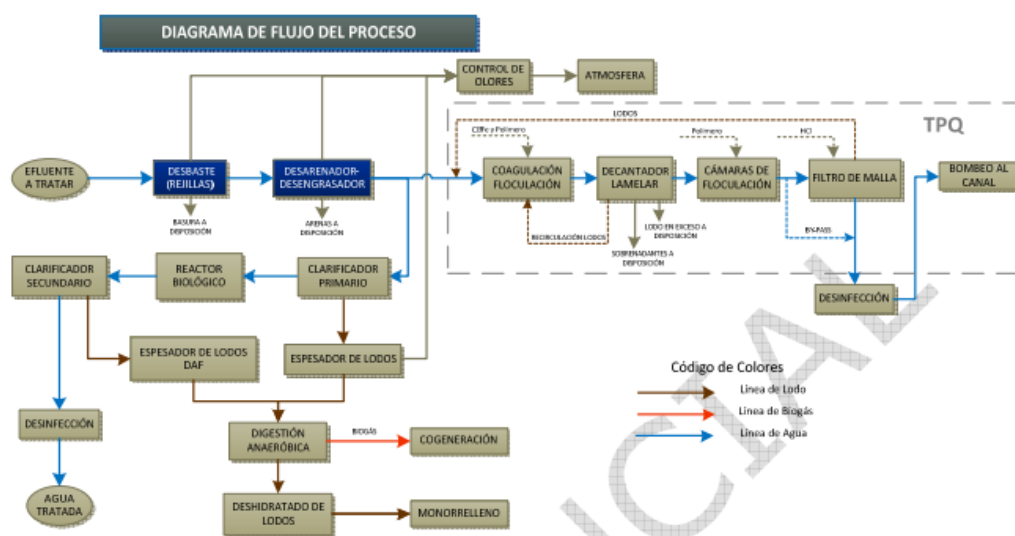 DIAGRAMA DE FLUJO DEL PROCESO
CONTROL DE
OLORES
ATMOSFERA
LODOS
TPQ
Polímero
HCl
EFLUENTE
A TRATAR
DESBASTE
(REJILLAS)
DESARENADOR-
DESENGRASADOR
COAGULACIÓN
FLOCULACIÓN
DECANTADOR
LAMELAR
CÁMARAS DE
FLOCULACIÓN
FILTRO DE MALLA
BOMBEO AL
CANAL
BASURA A
DISPOSICIÓN
ARENAS A
DISPOSICIÓN
RECIRCULACIÓN LODOS
LODO EN EXCESO A
DISPOSICIÓN
SOBRENADANTES A
DISPOSICIÓN
BY-PASS
CLARIFICADOR
SECUNDARIO
REACTOR
BIOLÓGICO
CLARIFICADOR
PRIMARIO
DESINFECCIÓN
ESPESADOR DE LODOS
DAF
ESPESADOR DE LODOS
Código de Colores
Línea de Lodo
Línea de Biogás
Línea de Agua
DESINFECCIÓN
DIGESTIÓN
ANAERÓBICA
BIOGÁS
COGENERACIÓN
AGUA
TRATADA
DESHIDRATADO DE
LODOS
MONORRELLENO
NCIAL